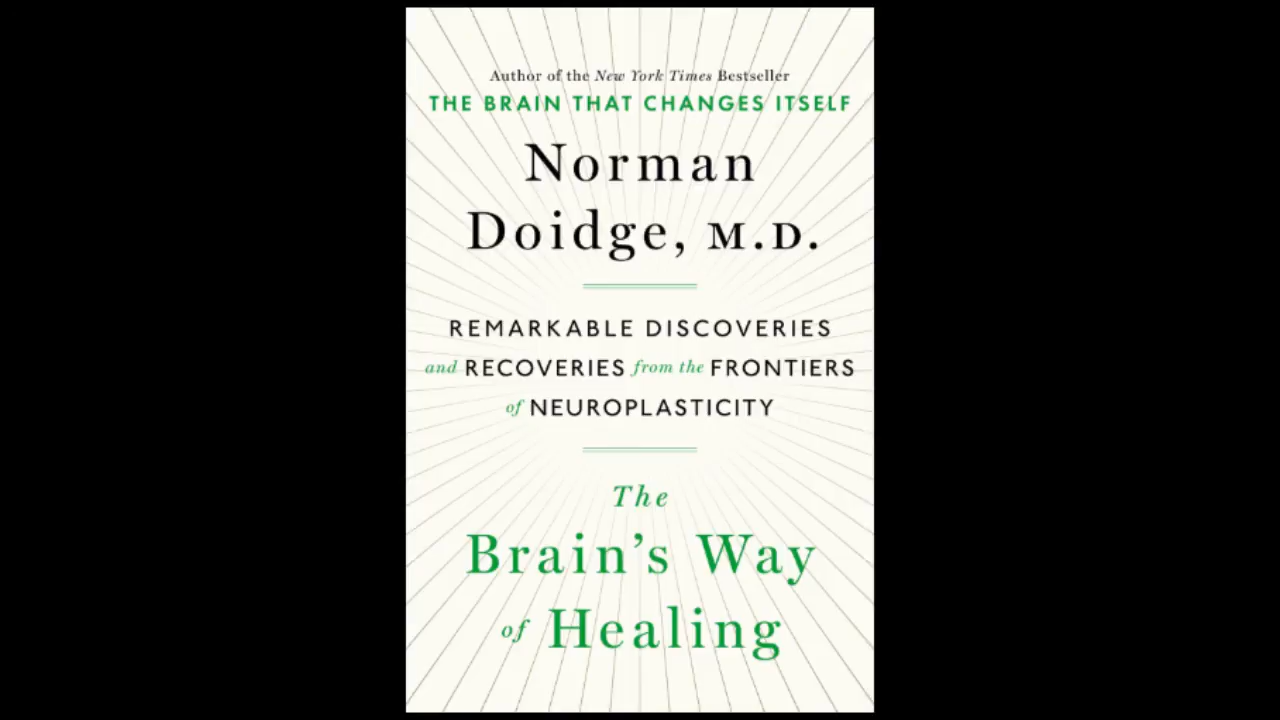 Author of the New York Times Bestseller
THE BRAIN THAT CHANGES ITSELF
Norman
Doidge, M.D.
REMARKABLE DISCOVERIES
and RECOVERIES from the FRONTIERS
of NEUROPLASTICITY
The
Brain’s Way
of Healing